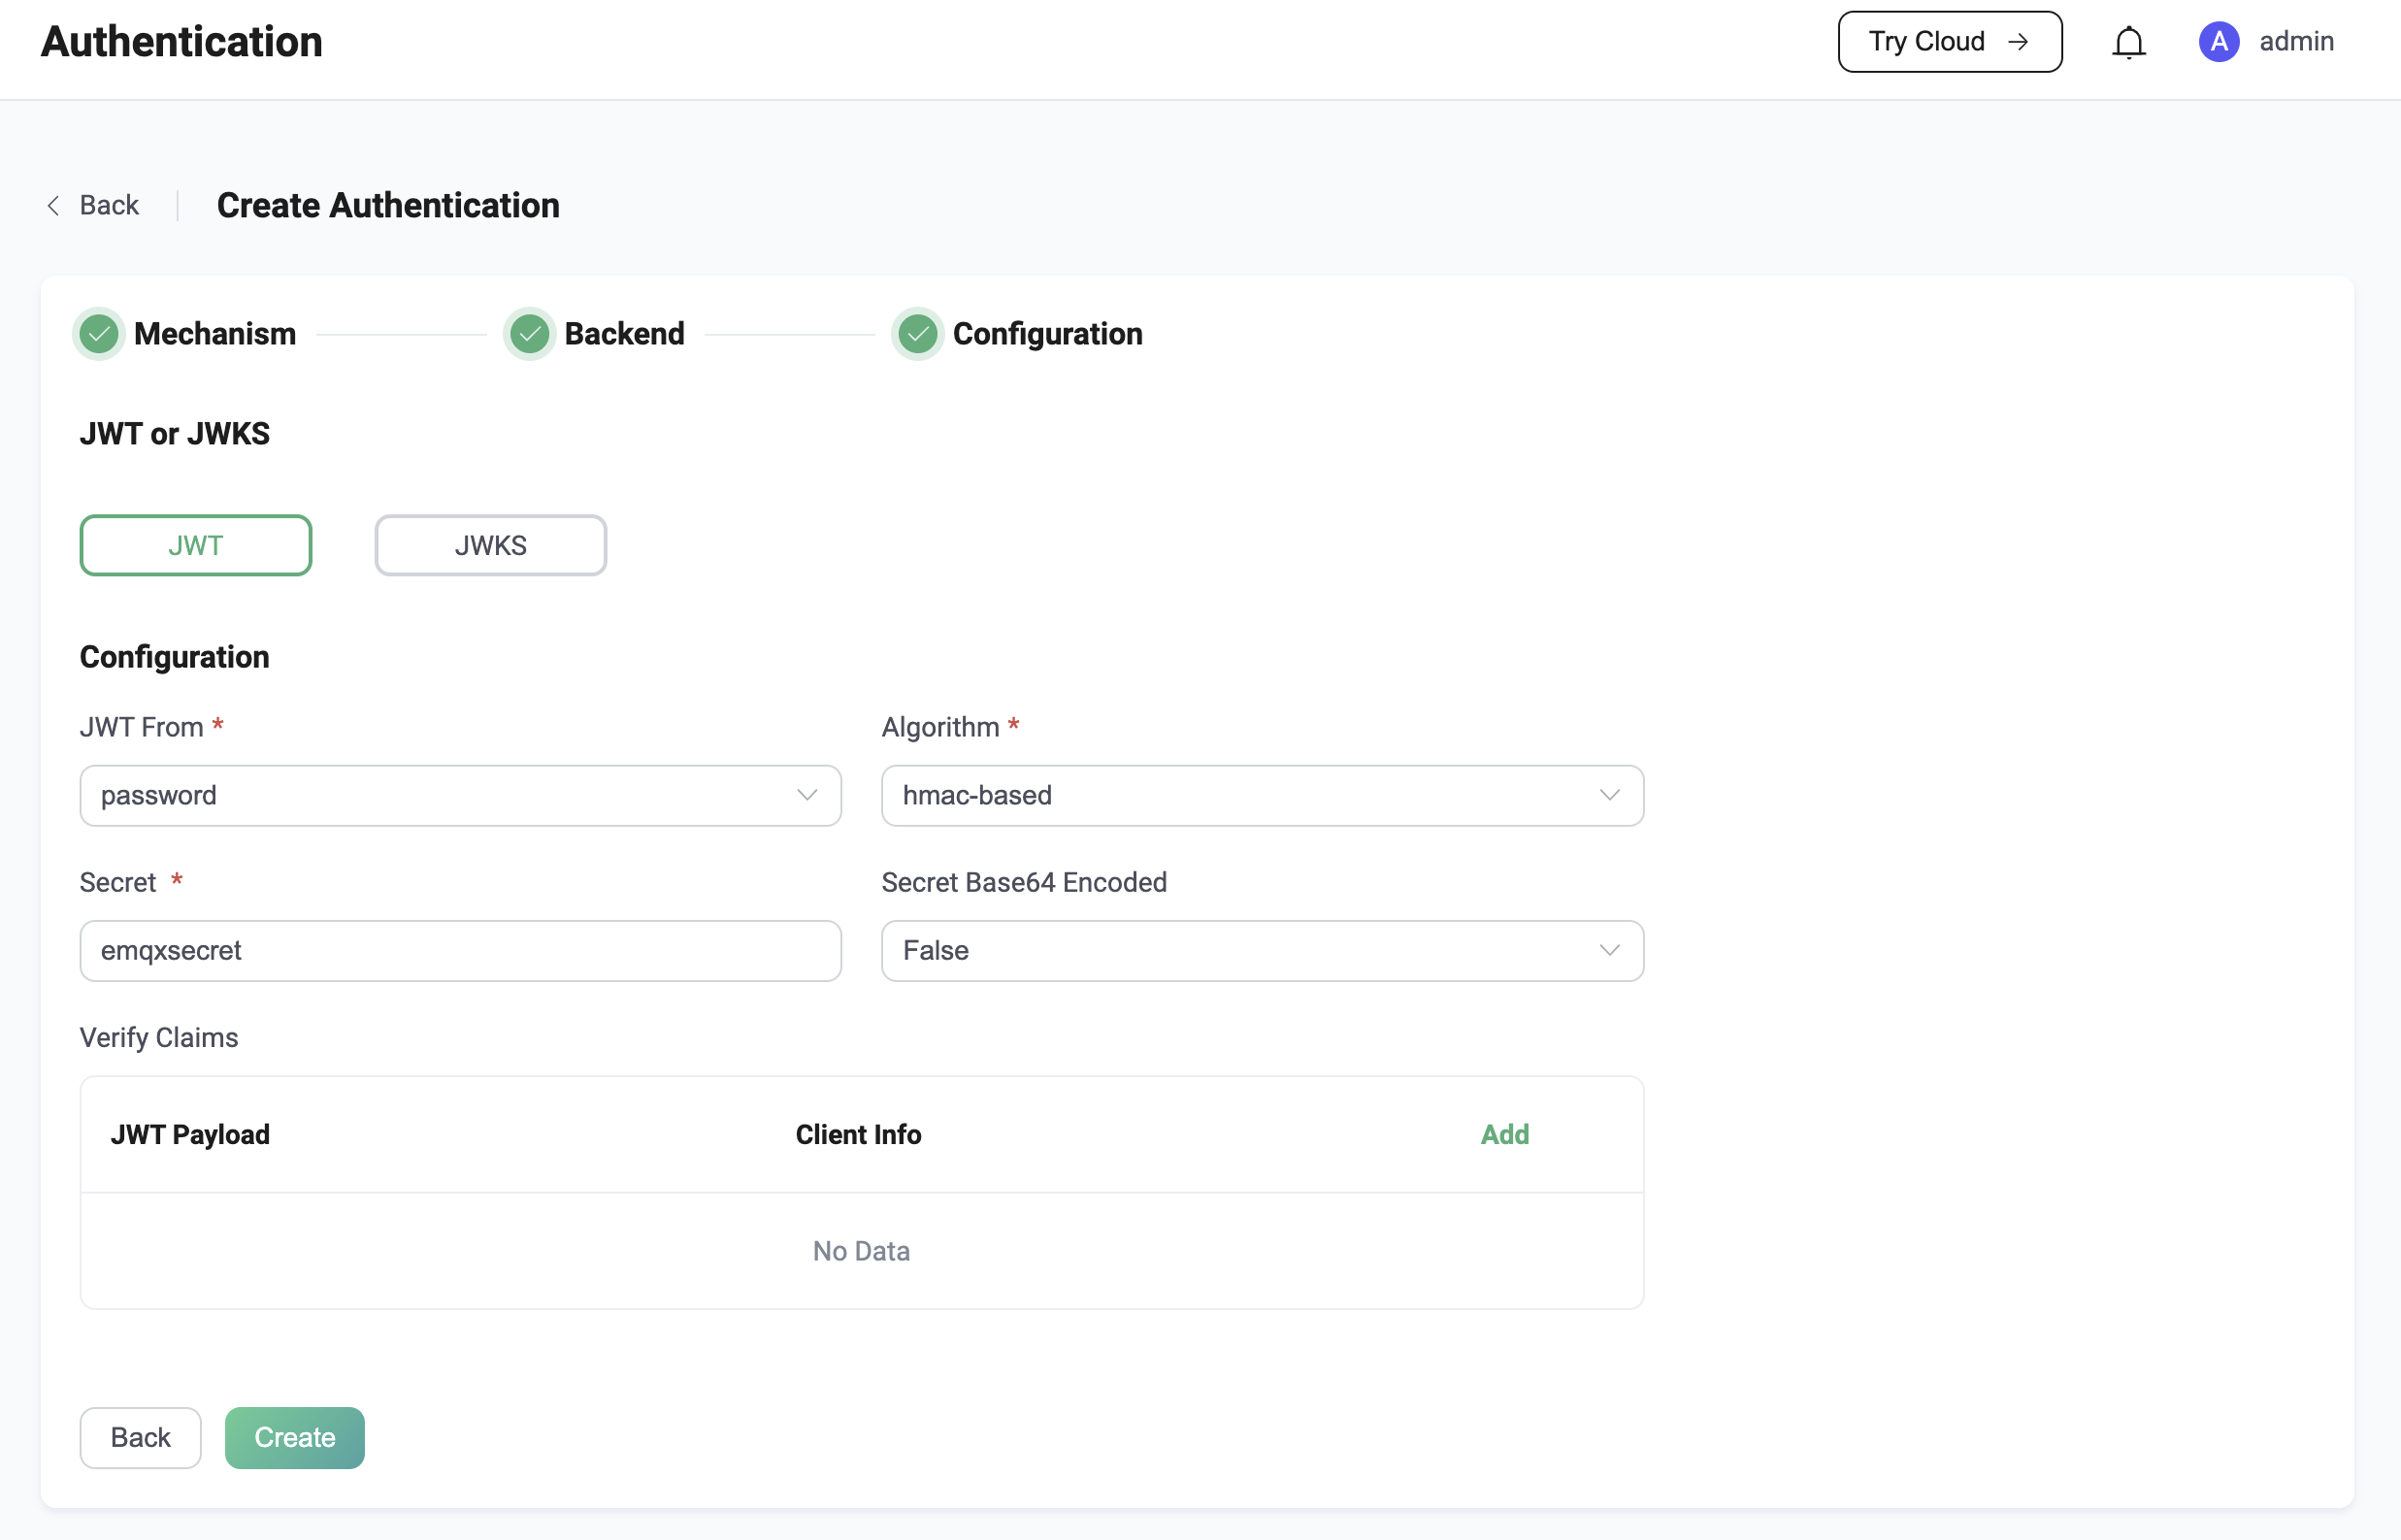 Authentication
Try Cloud →
A admin
Back
Create Authentication
Mechanism
Backend
Configuration
JWT or JWKS
JWT
JWKS
Configuration
JWT From *
Algorithm *
password
hmac-based
Secret *
Secret Base64 Encoded
emqxsecret
False
Verify Claims
JWT Payload
Client Info
Add
No Data
Back
Create